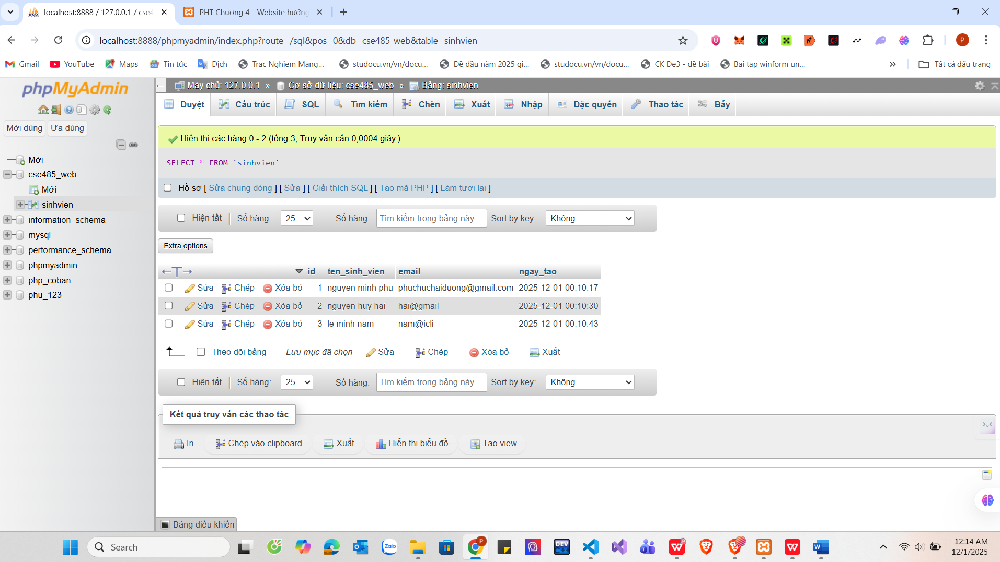 localhost:8888 / 127.0.0.1 / cse4
PHT Chương 4 - Website hướng
localhost:8888/phpmyadmin/index.php?route=/sql&pos=0&db=cse485_web&table=sinhvien
P
Gmail
YouTube
Maps
Tin tức
Dịch
Trac Nghiem Mang...
studocu.vn/vn/docu...
Đề đầu năm 2025 gi...
studocu.vn/vn/docu...
CK De3 - đề bài
Bai tap winform un...
»
Tất cả dấu trang
phpMyAdmin
Mới dùng
Ưa dùng
Mới
cse485_web
Mới
sinhvien
information_schema
mysql
performance_schema
phpmyadmin
php_coban
phu_123
Máy chủ: 127.0.0.1 » Cơ sở dữ liệu: cse485_web » Bảng: sinhvien
Duyệt
Cấu trúc
SQL
Tìm kiếm
Chèn
Xuất
Nhập
Đặc quyền
Thao tác
Bẫy
Hiển thị các hàng 0 - 2 (tổng 3, Truy vấn cần 0,0004 giây.)
SELECT * FROM `sinhvien`
Hồ sơ [ Sửa chung dòng ] [ Sửa ] [ Giải thích SQL ] [ Tạo mã PHP ] [ Làm tươi lại ]
Hiện tất Số hàng: 25 Số hàng: Tìm kiếm trong bảng này Sort by key: Không
Extra options
id ten_sinh_vien email ngay_tao
Sửa Chép Xóa bỏ 1 nguyen minh phu phuchuchaiduong@gmail.com 2025-12-01 00:10:17
Sửa Chép Xóa bỏ 2 nguyen huy hai hai@gmail 2025-12-01 00:10:30
Sửa Chép Xóa bỏ 3 le minh nam nam@icli 2025-12-01 00:10:43
Theo dõi bảng Lưu mục đã chọn Sửa Chép Xóa bỏ Xuất
Hiện tất Số hàng: 25 Số hàng: Tìm kiếm trong bảng này Sort by key: Không
Kết quả truy vấn các thao tác
In
Chép vào clipboard
Xuất
Hiển thị biểu đồ
Tạo view
Bảng điều khiển
Search
Zalo
DEV C++
12:14 AM
12/1/2025